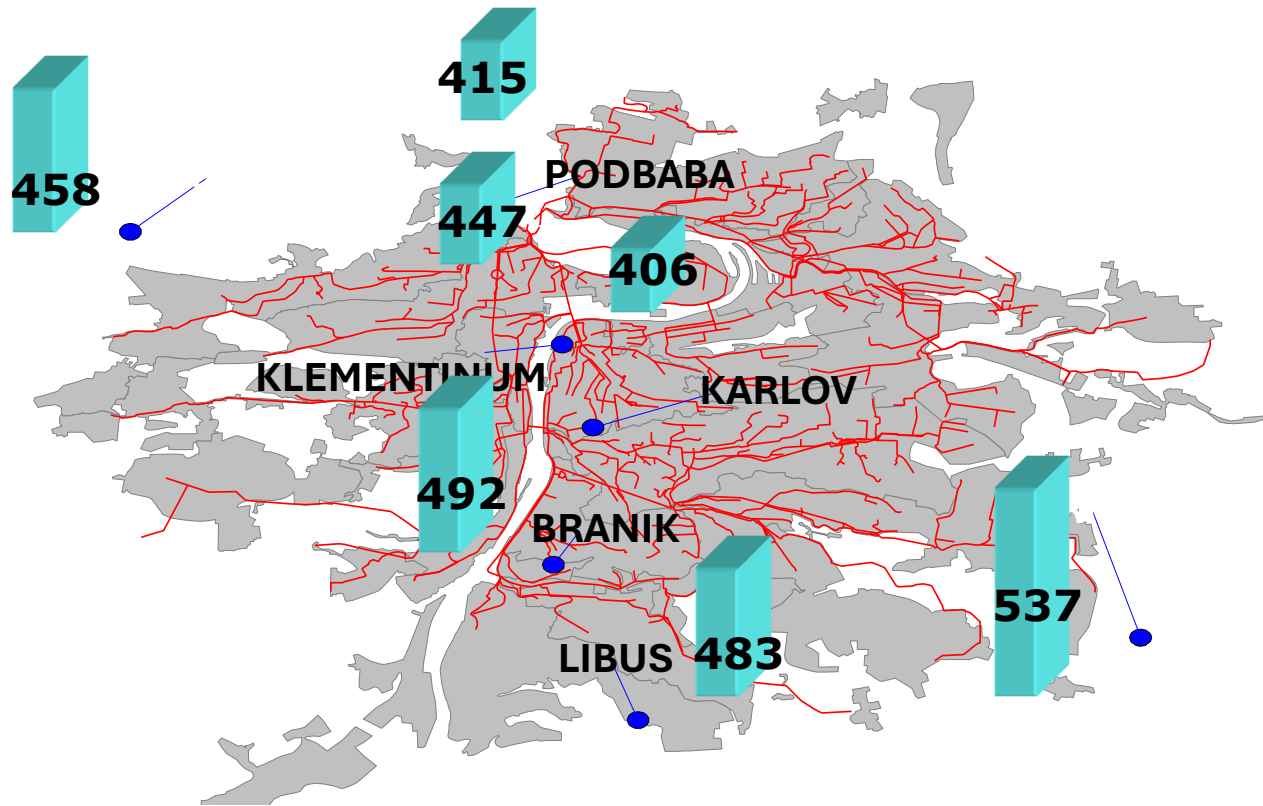 415
PODBABA
458
447
406
KLEMENTINUM
KARLOV
492
BRANIK
537
LIBUS
483